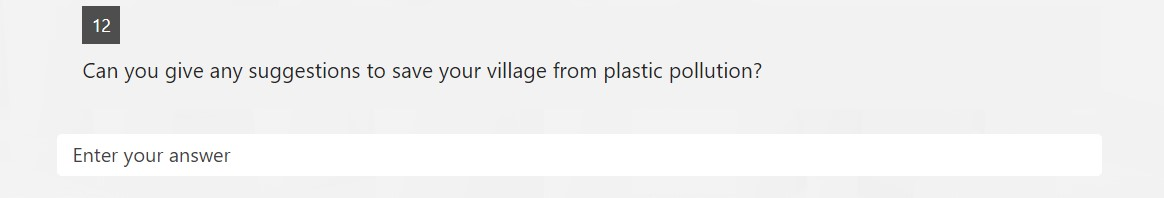 12
Can you give any suggestions to save your village from plastic pollution?
Enter your answer